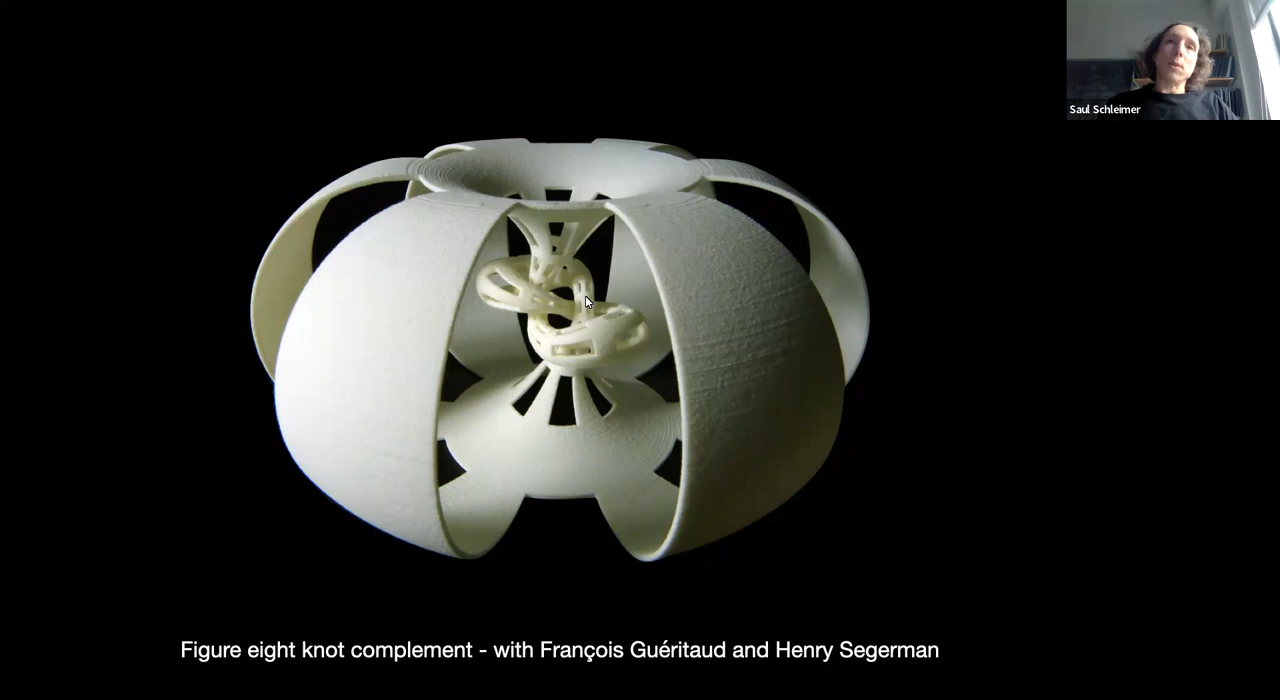 Saul Schleimer
Figure eight knot complement - with François Guéritaud and Henry Segerman